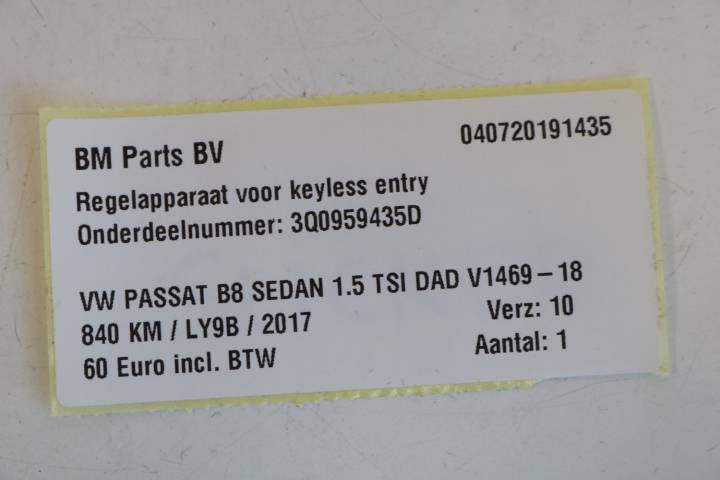 BM Parts BV 040720191435
Regelapparaat voor keyless entry
Onderdeelnummer: 3Q0959435D
VW PASSAT B8 SEDAN 1.5 TSI DAD V1469 – 18
840 KM / LY9B / 2017 Verz: 10
60 Euro incl. BTW Aantal: 1